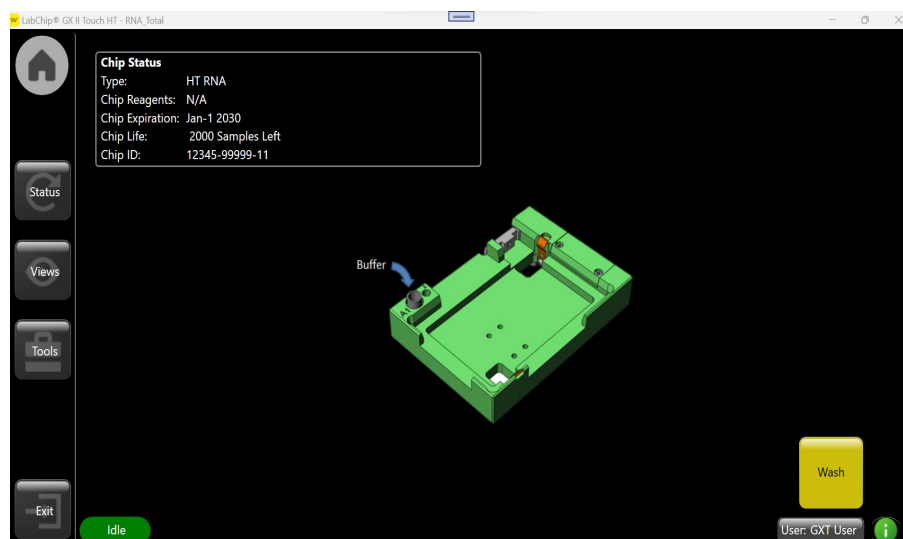 LabChip® GX II Touch HT - RNA_Total
Chip Status
Type: HT RNA
Chip Reagents: N/A
Chip Expiration: Jan-1 2030
Chip Life: 2000 Samples Left
Chip ID: 12345-99999-11
Status
Views
Tools
Exit
Buffer
A1
Wash
Idle
User: GXT User
i